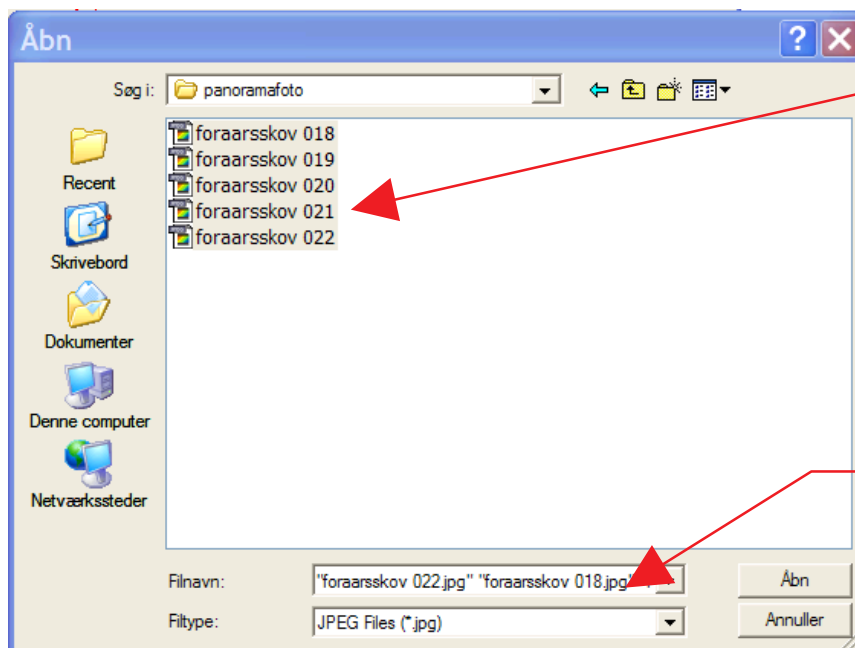 Åbn
Søg i: panoramafoto
foraarsskov 018
foraarsskov 019
foraarsskov 020
foraarsskov 021
foraarsskov 022
Recent
Skrivebord
Dokumenter
Denne computer
Netværkssteder
Filnavn: "foraarsskov 022.jpg" "foraarsskov 018.jpg" Åbn
Filtype: JPEG Files (*.jpg) Annuller